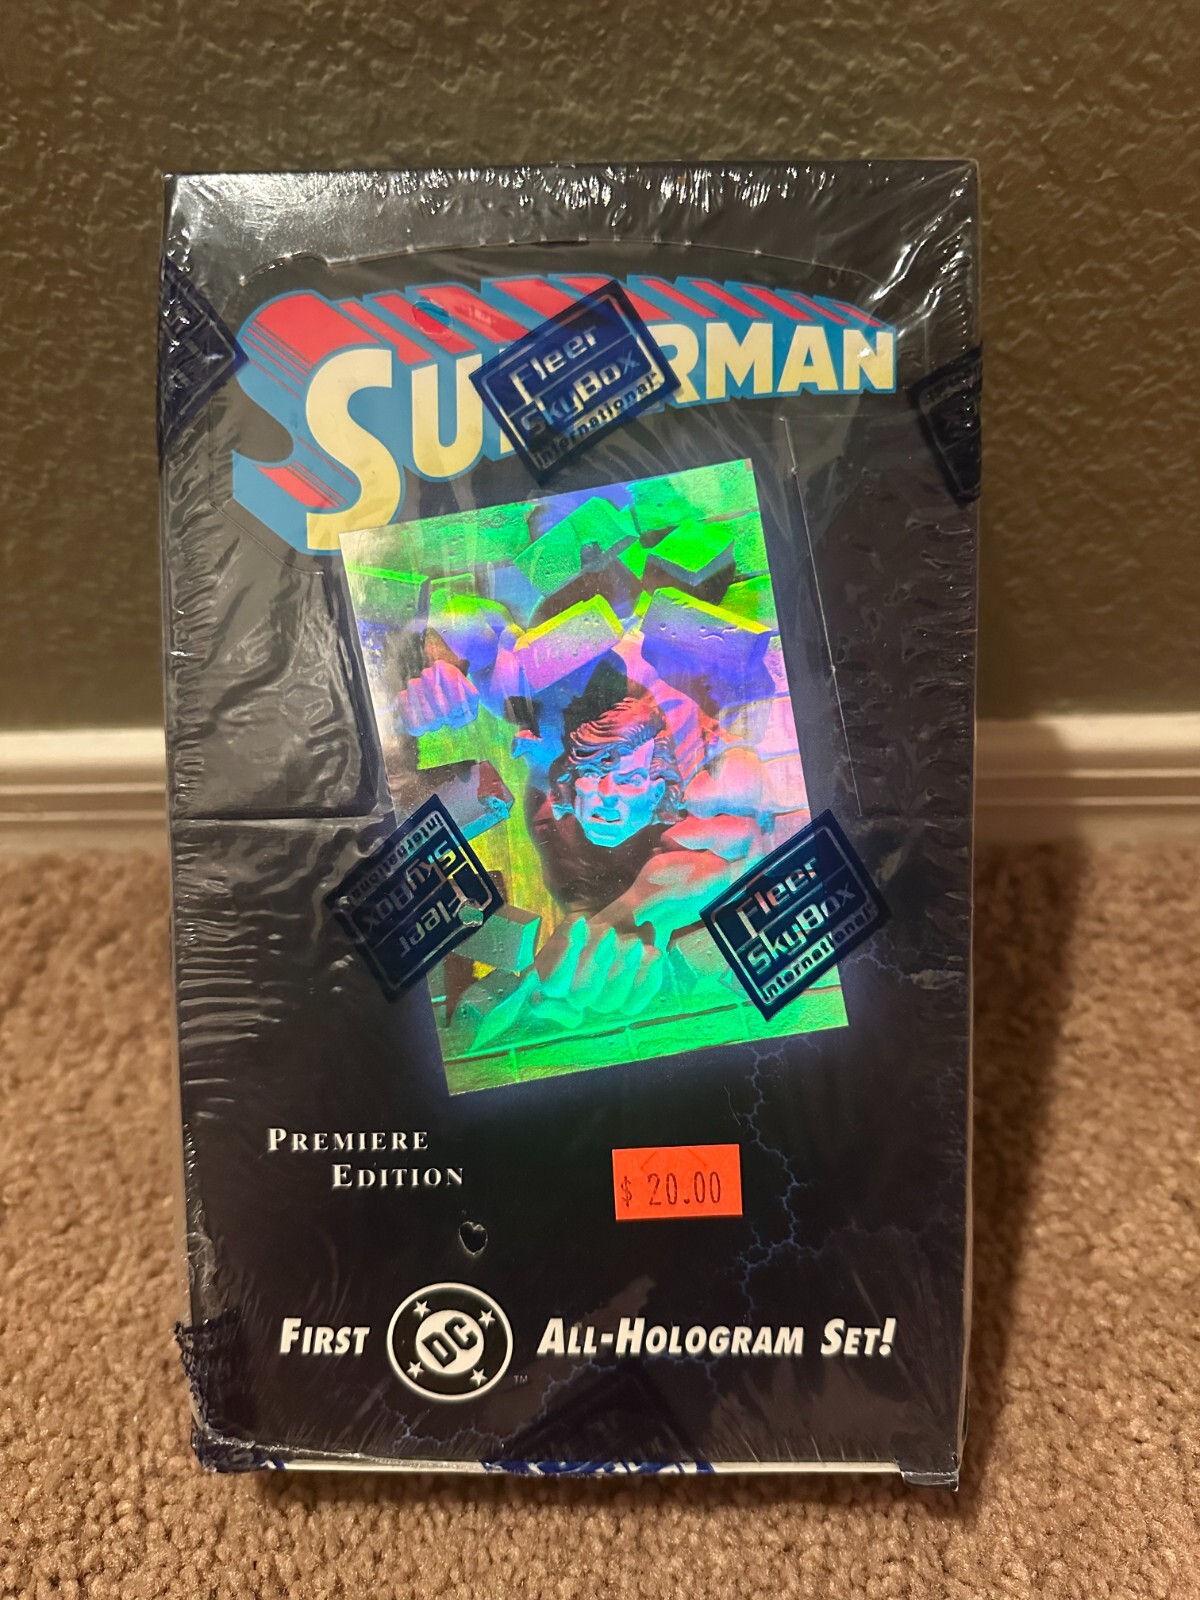 SUPERMAN
Fleer
SkyBox
International
Fleer
SkyBox
International
Fleer
SkyBox
International
PREMIERE
EDITION
$ 20.00
FIRST DC ALL-HOLOGRAM SET!
TM